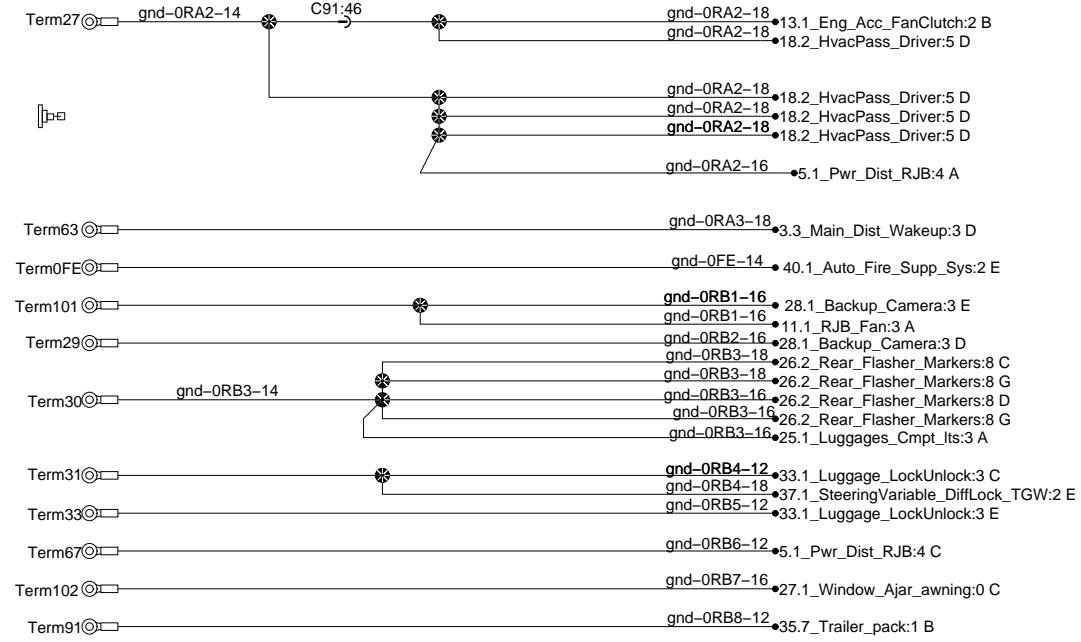 Term27 gnd-0RA2-14 C91:46 gnd-0RA2-18 13.1_Eng_Acc_FanClutch:2 B
gnd-0RA2-18 18.2_HvacPass_Driver:5 D
gnd-0RA2-18 18.2_HvacPass_Driver:5 D
gnd-0RA2-18 18.2_HvacPass_Driver:5 D
gnd-0RA2-18 18.2_HvacPass_Driver:5 D
gnd-0RA2-16 5.1_Pwr_Dist_RJB:4 A
Term63 gnd-0RA3-18 3.3_Main_Dist_Wakeup:3 D
Term0FE gnd-0FE-14 40.1_Auto_Fire_Supp_Sys:2 E
Term101 gnd-0RB1-16 28.1_Backup_Camera:3 E
gnd-0RB1-16 11.1_RJB_Fan:3 A
Term29 gnd-0RB2-16 28.1_Backup_Camera:3 D
gnd-0RB3-18 26.2_Rear_Flasher_Markers:8 C
gnd-0RB3-18 26.2_Rear_Flasher_Markers:8 G
Term30 gnd-0RB3-14 gnd-0RB3-16 26.2_Rear_Flasher_Markers:8 D
gnd-0RB3-16 26.2_Rear_Flasher_Markers:8 G
gnd-0RB3-16 25.1_Luggages_Cmpt_lts:3 A
Term31 gnd-0RB4-12 33.1_Luggage_LockUnlock:3 C
gnd-0RB4-18 37.1_SteeringVariable_DiffLock_TGW:2 E
Term33 gnd-0RB5-12 33.1_Luggage_LockUnlock:3 E
Term67 gnd-0RB6-12 5.1_Pwr_Dist_RJB:4 C
Term102 gnd-0RB7-16 27.1_Window_Ajar_awning:0 C
Term91 gnd-0RB8-12 35.7_Trailer_pack:1 B